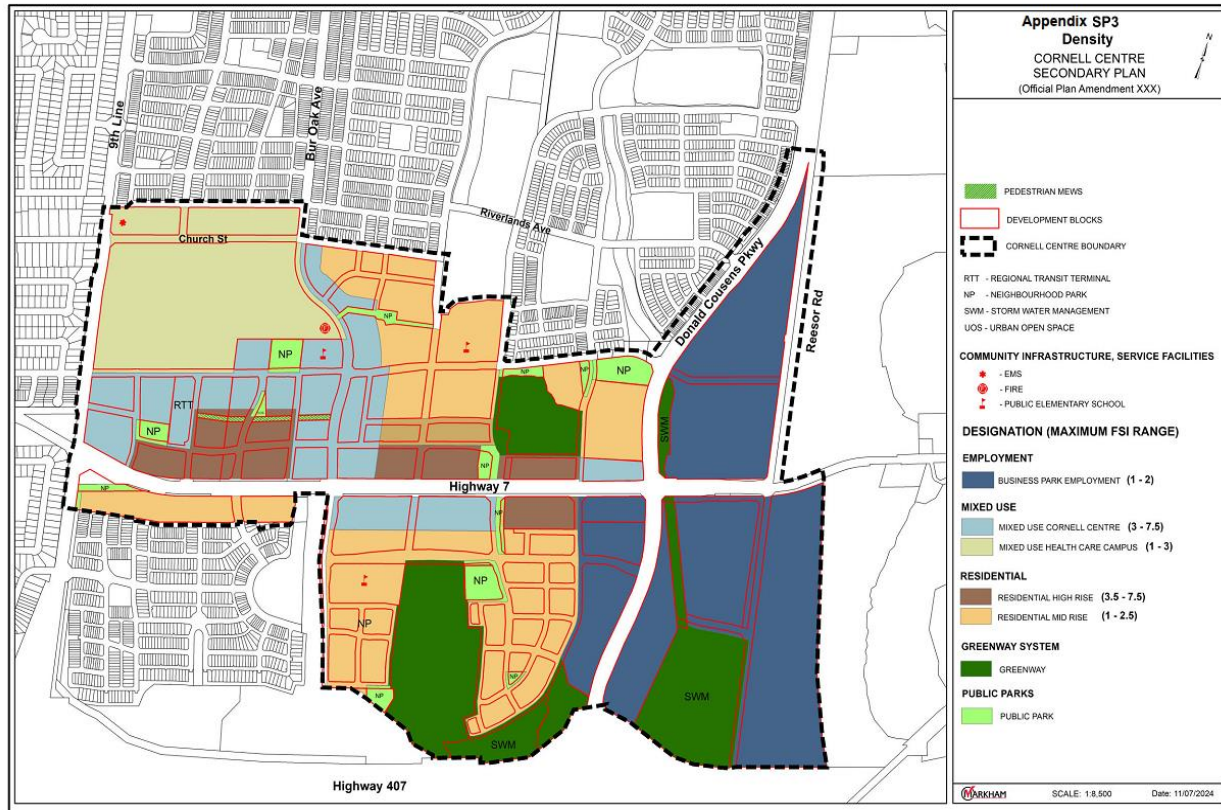 Appendix SP3
Density
CORNELL CENTRE
SECONDARY PLAN
(Official Plan Amendment XXX)
N
PEDESTRIAN MEWS
DEVELOPMENT BLOCKS
CORNELL CENTRE BOUNDARY
RTT - REGIONAL TRANSIT TERMINAL
NP - NEIGHBOURHOOD PARK
SWM - STORM WATER MANAGEMENT
UOS - URBAN OPEN SPACE
COMMUNITY INFRASTRUCTURE, SERVICE FACILITIES
- EMS
- FIRE
- PUBLIC ELEMENTARY SCHOOL
DESIGNATION (MAXIMUM FSI RANGE)
EMPLOYMENT
BUSINESS PARK EMPLOYMENT (1 - 2)
MIXED USE
MIXED USE CORNELL CENTRE (3 - 7.5)
MIXED USE HEALTH CARE CAMPUS (1 - 3)
RESIDENTIAL
RESIDENTIAL HIGH RISE (3.5 - 7.5)
RESIDENTIAL MID RISE (1 - 2.5)
GREENWAY SYSTEM
GREENWAY
PUBLIC PARKS
PUBLIC PARK
MARKHAM
SCALE: 1:8,500
Date: 11/07/2024
9th Line
Bur Oak Ave
Riverlands Ave
Church St
Donald Cousens Pkwy
Reesor Rd
NP
NP
NP
NP
NP
RTT
NP
SWM
NP
NP
Highway 7
NP
NP
NP
NP
NP
SWM
SWM
Highway 407